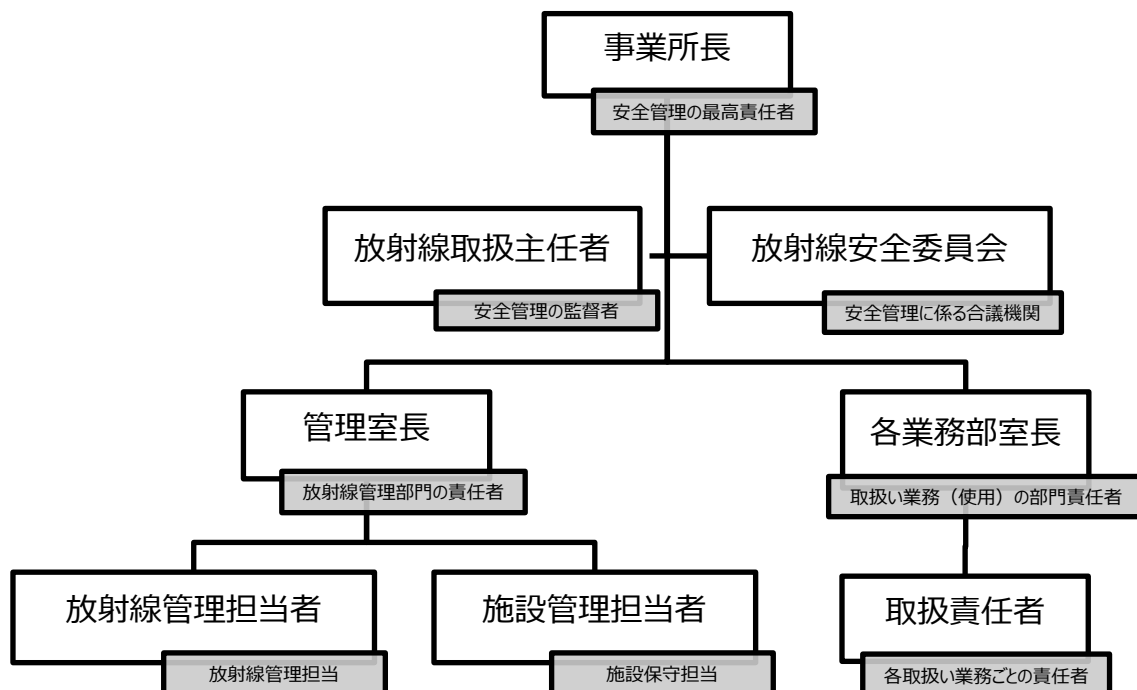 事業所長
安全管理の最高責任者
放射線取扱主任者
安全管理の監督者
放射線安全委員会
安全管理に係る合議機関
管理室長
放射線管理部門の責任者
各業務部室長
取扱い業務（使用）の部門責任者
放射線管理担当者
放射線管理担当
施設管理担当者
施設保守担当
取扱責任者
各取扱い業務ごとの責任者